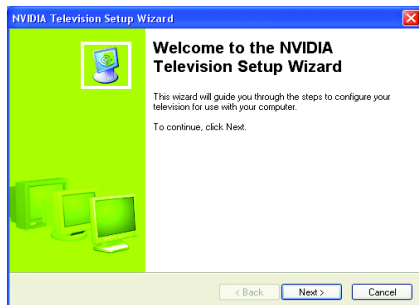 NVIDIA Television Setup Wizard
Welcome to the NVIDIA
Television Setup Wizard
This wizard will guide you through the steps to configure your
television for use with your computer.
To continue, click Next.
< Back
Next >
Cancel